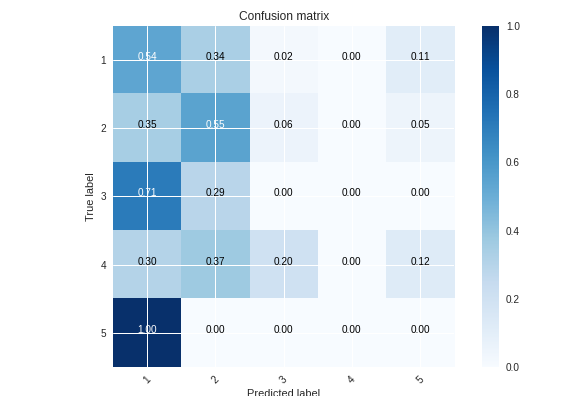 Confusion matrix
1.0
1 0.54 0.34 0.02 0.00 0.11
0.8
2 0.35 0.55 0.06 0.00 0.05
0.6
True label
3 0.71 0.29 0.00 0.00 0.00
0.4
4 0.30 0.37 0.20 0.00 0.12
0.2
5 1.00 0.00 0.00 0.00 0.00
0.0
1 2 3 4 5
Predicted label